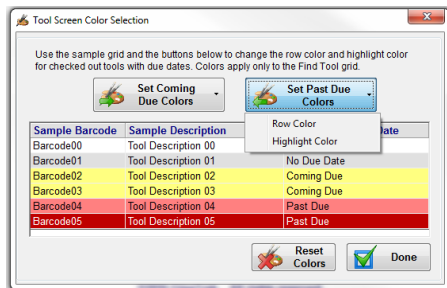 Tool Screen Color Selection
Use the sample grid and the buttons below to change the row color and highlight color
for checked out tools with due dates. Colors apply only to the Find Tool grid.
Set Coming
Due Colors
Set Past Due
Colors
Row Color
Highlight Color
Sample Barcode Sample Description Date
Barcode00 Tool Description 00
Barcode01 Tool Description 01 No Due Date
Barcode02 Tool Description 02 Coming Due
Barcode03 Tool Description 03 Coming Due
Barcode04 Tool Description 04 Past Due
Barcode05 Tool Description 05 Past Due
Reset
Colors
Done